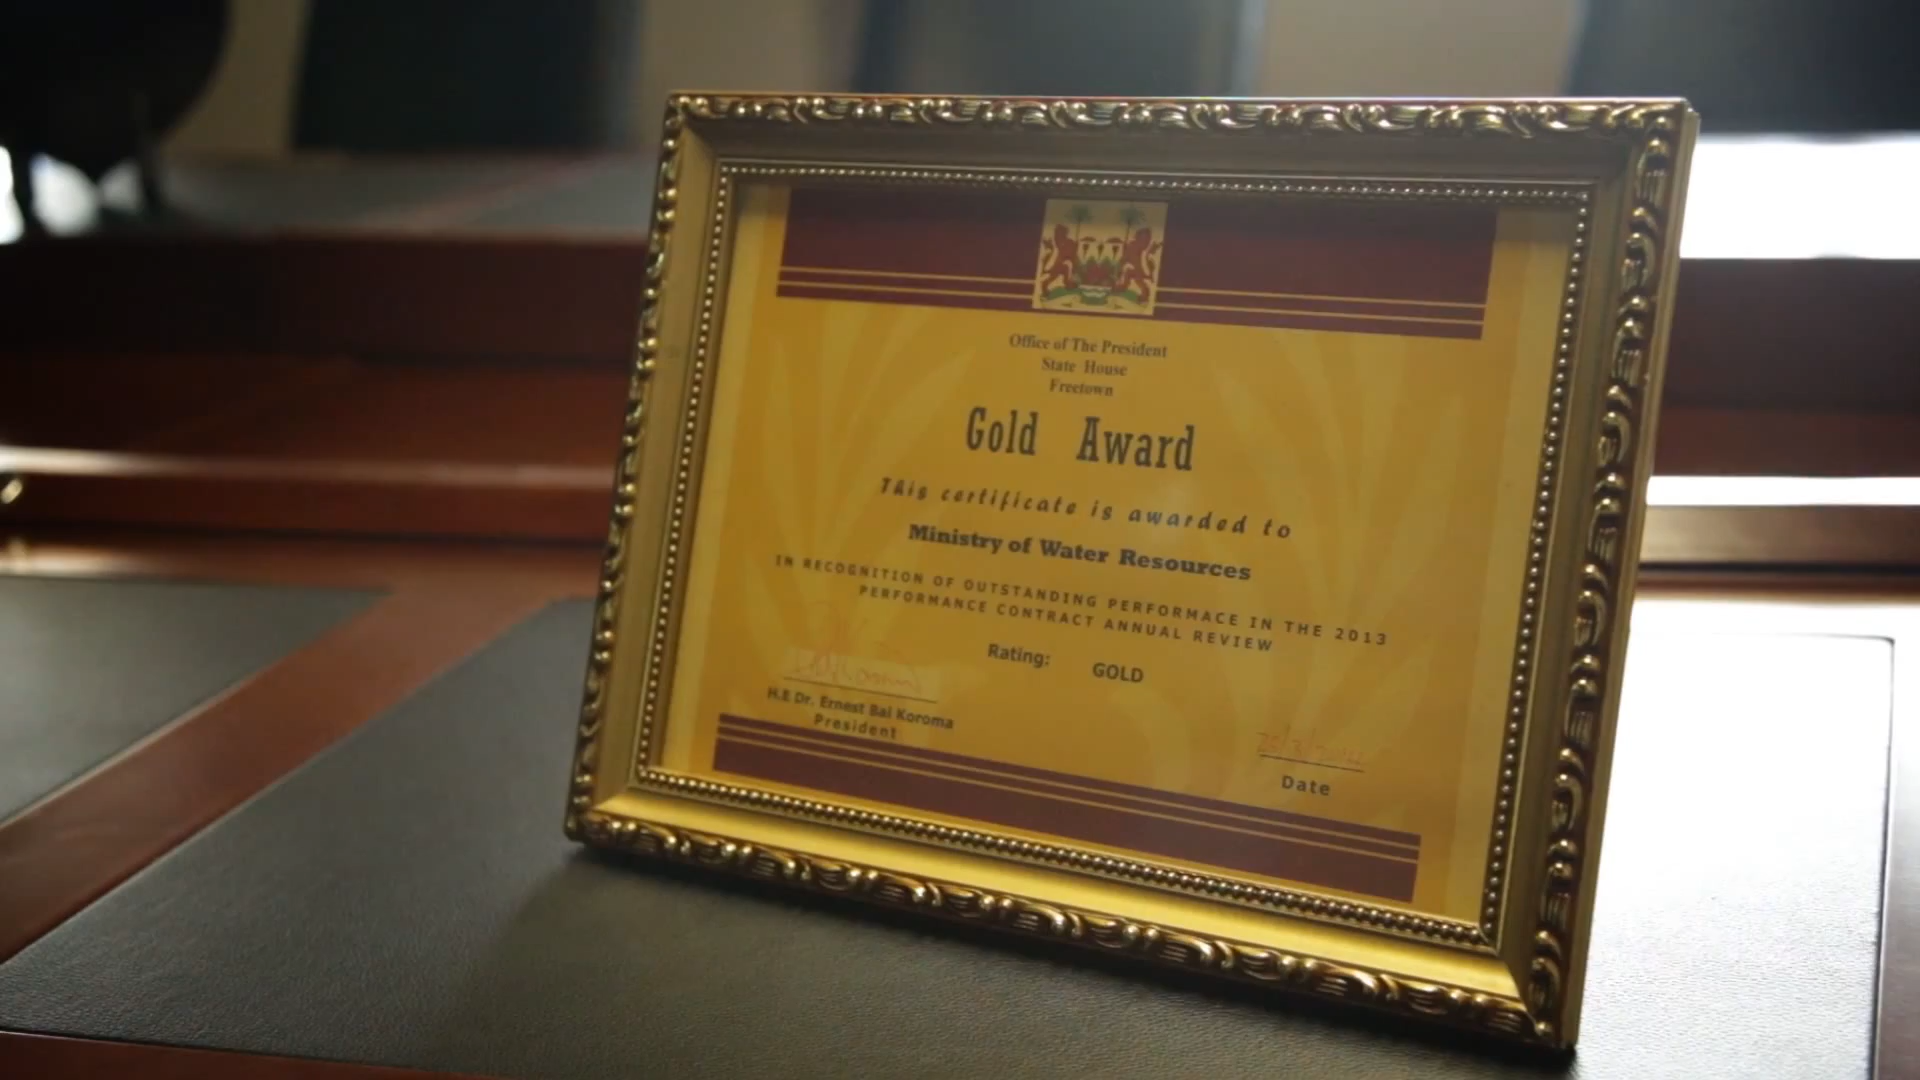 Office of The President
State House
Freetown
Gold Award
This certificate is awarded to
Ministry of Water Resources
IN RECOGNITION OF OUTSTANDING PERFORMACE IN THE 2013
PERFORMANCE CONTRACT ANNUAL REVIEW
Rating: GOLD
H.E Dr. Ernest Bai Koroma
President
Date